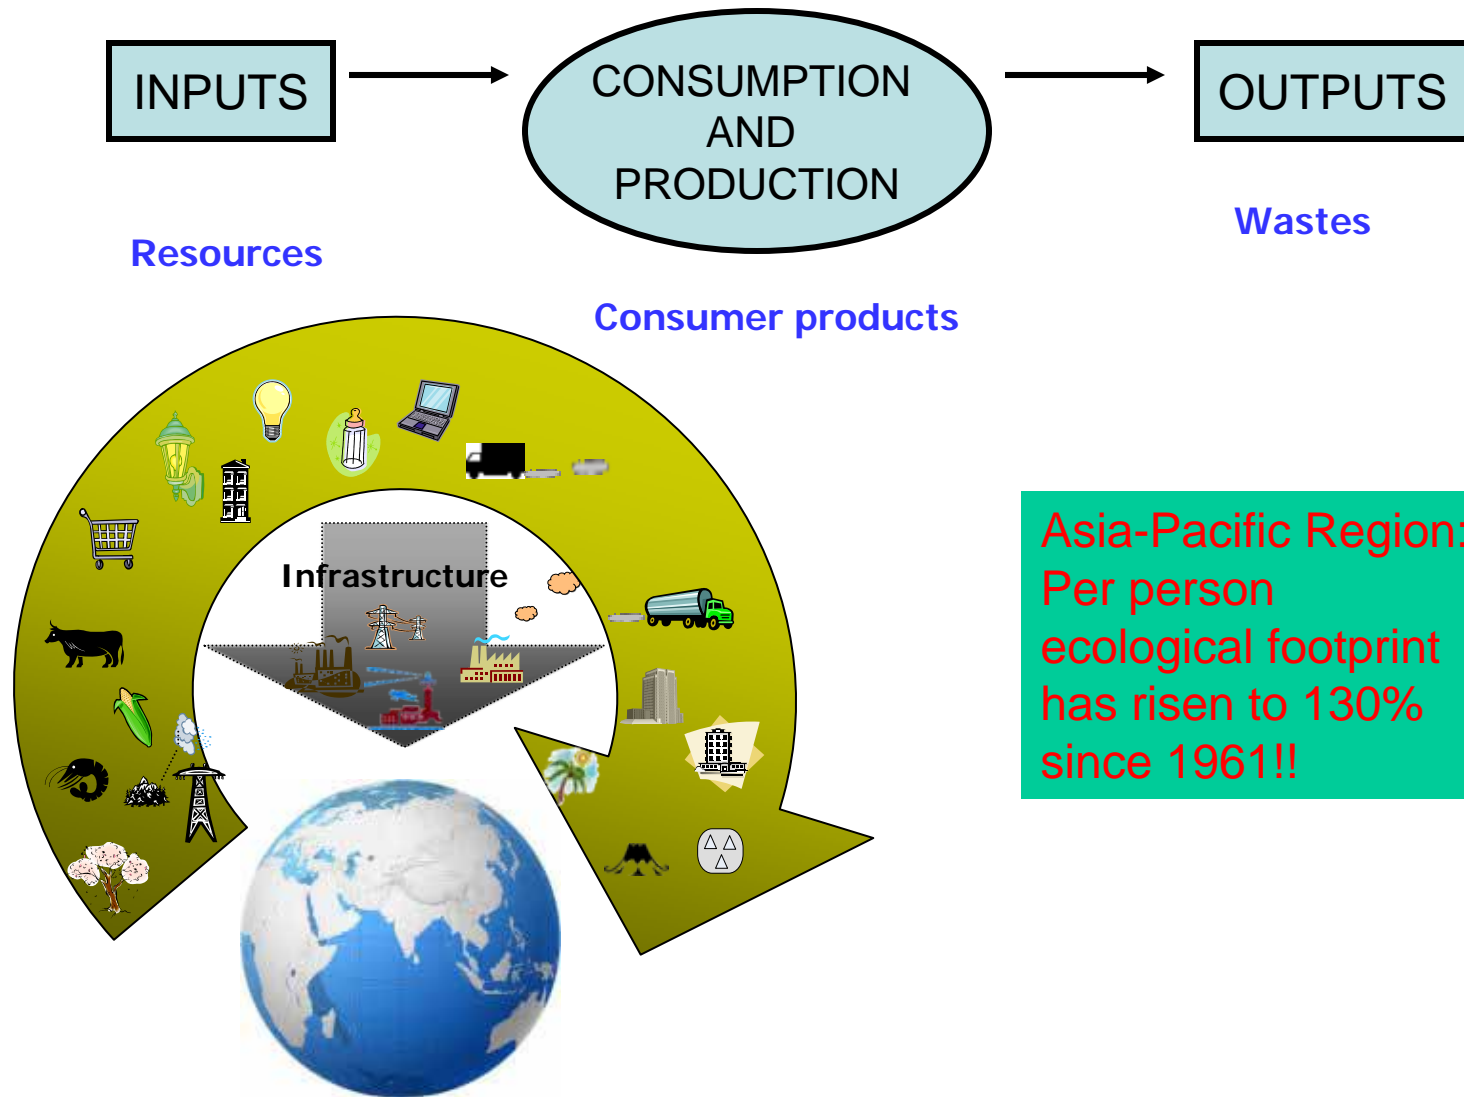 INPUTS
CONSUMPTION
AND
PRODUCTION
OUTPUTS
Resources
Wastes
Consumer products
Infrastructure
Asia-Pacific Region:
Per person
ecological footprint
has risen to 130%
since 1961!!